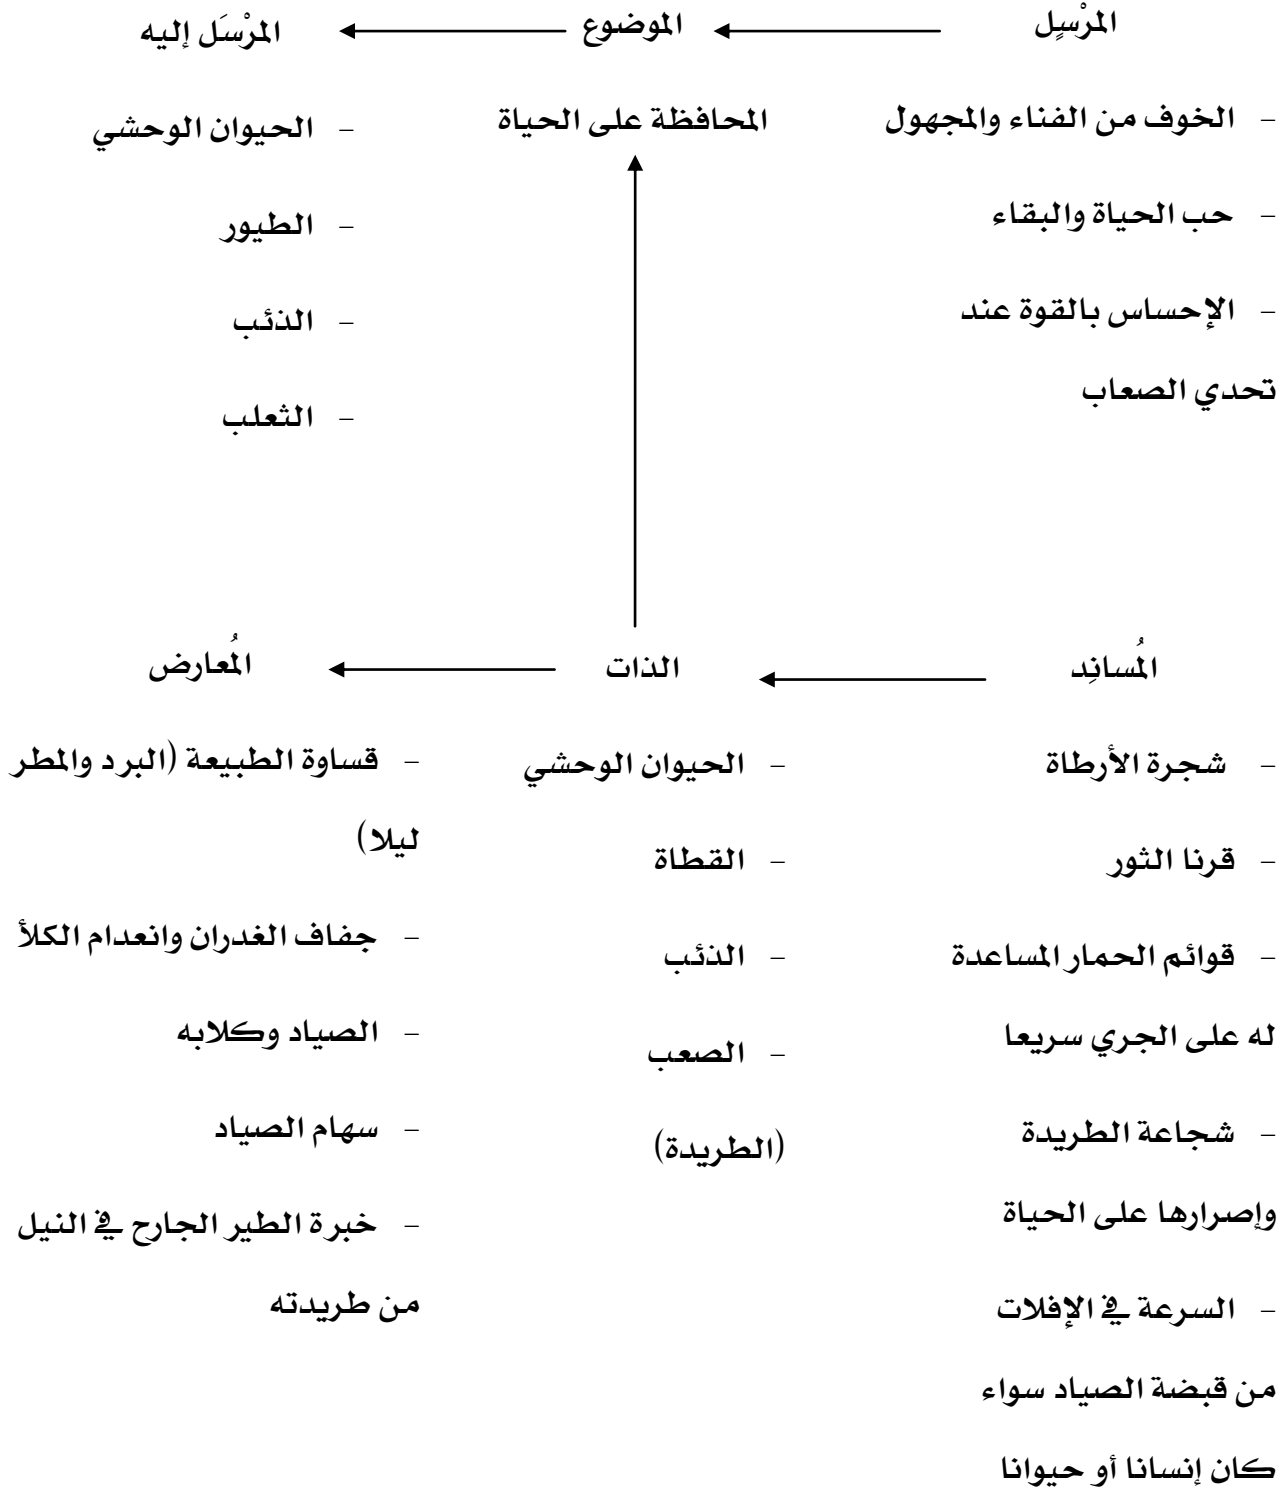 المرْسِل
الموضوع
المرْسَل إليه
– الخوف من الفناء والمجهول
– حب الحياة والبقاء
– الإحساس بالقوة عند
تحدي الصعاب
المحافظة على الحياة
– الحيوان الوحشي
– الطيور
– الذئب
– الثعلب
المُسانِد
الذات
المُعارض
– شجرة الأرطاة
– قرنا الثور
– قوائم الحمار المساعدة
له على الجري سريعا
– شجاعة الطريدة
وإصرارها على الحياة
– السرعة في الإفلات
من قبضة الصياد سواء
كان إنسانا أو حيوانا
– الحيوان الوحشي
– القطاة
– الذئب
– الصعب
(الطريدة)
– قساوة الطبيعة (البرد والمطر
ليلا)
– جفاف الغدران وانعدام الكلأ
– الصياد وكلابه
– سهام الصياد
– خبرة الطير الجارح في النيل
من طريدته